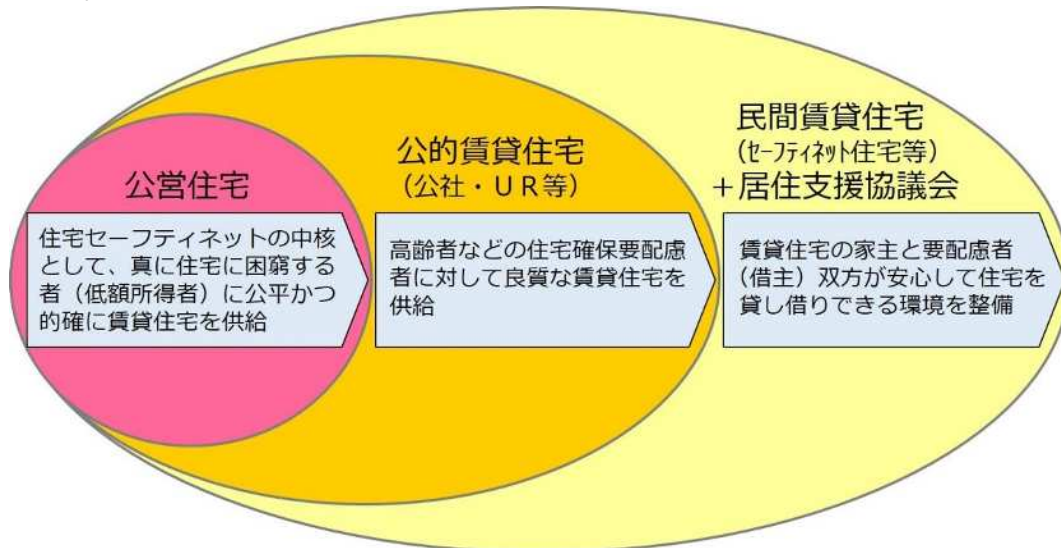 公営住宅
住宅セーフティネットの中核
として、真に住宅に困窮する
者（低額所得者）に公平かつ
的確に賃貸住宅を供給
公的賃貸住宅
（公社・ＵＲ等）
高齢者などの住宅確保要配慮
者に対して良質な賃貸住宅を
供給
民間賃貸住宅
（ｾｰﾌﾃｨﾈｯﾄ住宅等）
＋居住支援協議会
賃貸住宅の家主と要配慮者
（借主）双方が安心して住宅を
貸し借りできる環境を整備